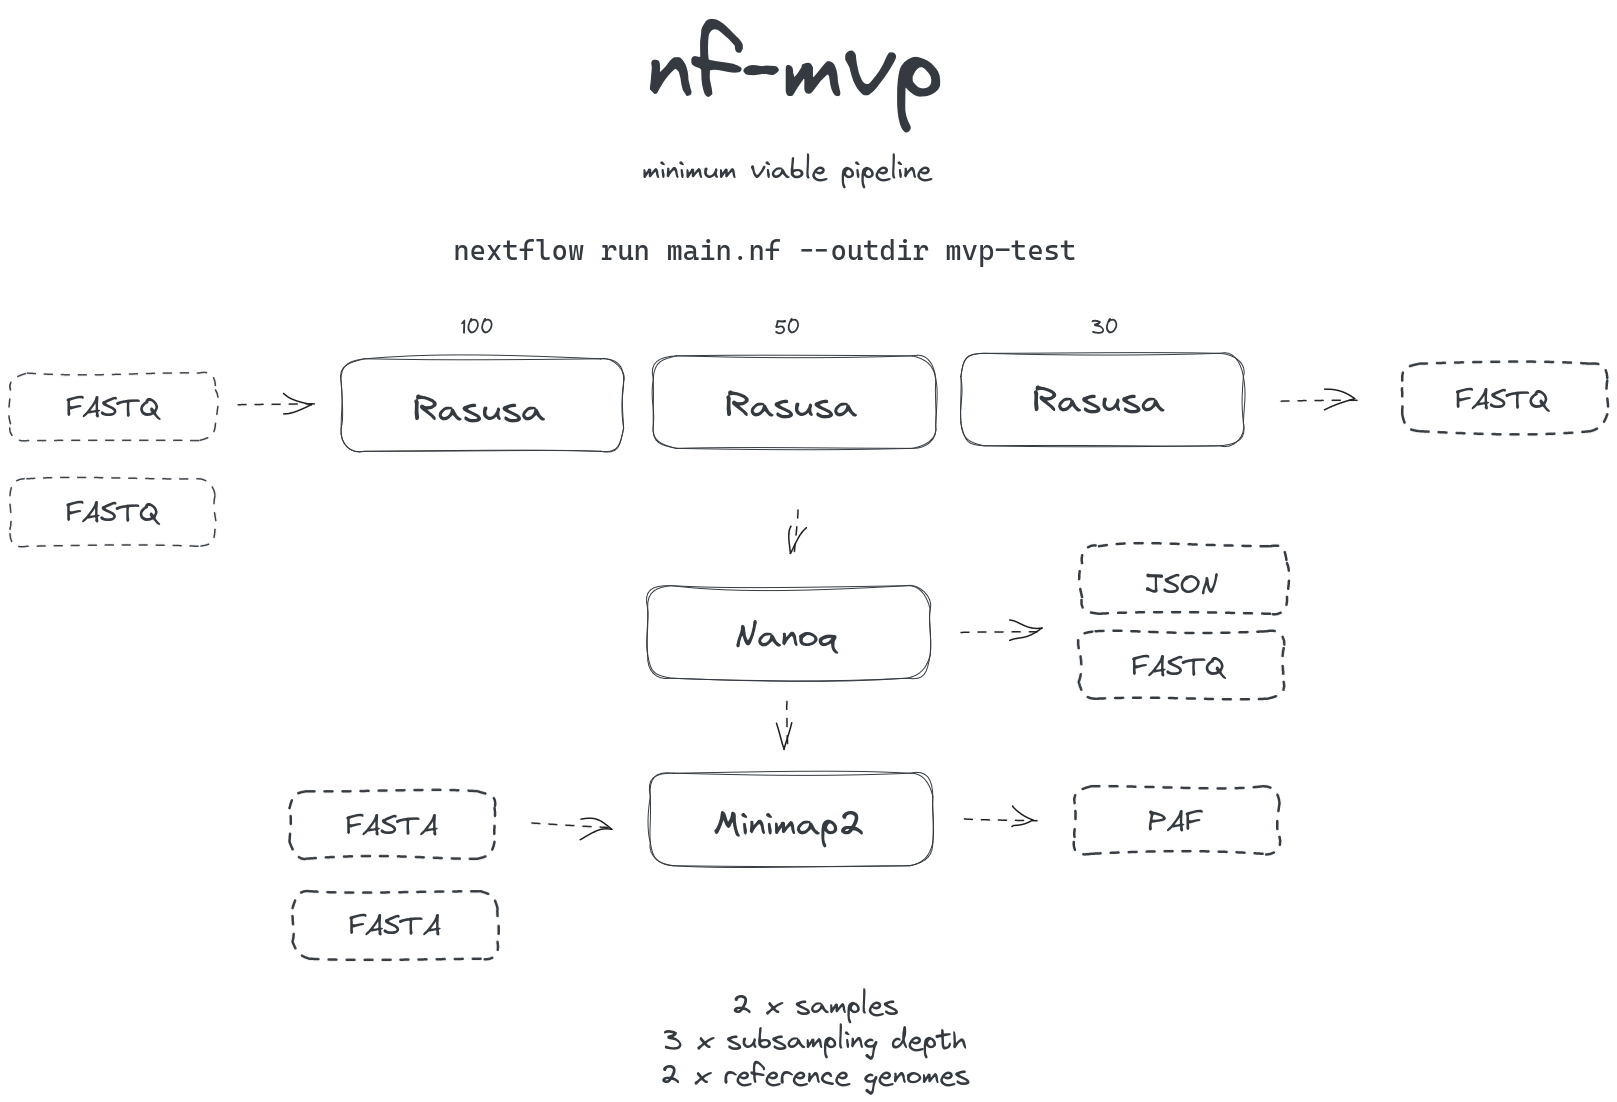 nf-mvp
minimum viable pipeline
nextflow run main.nf --outdir mvp-test
100 50 30
FASTQ Rasusa Rasusa Rasusa FASTQ
FASTQ
JSON
Nanoq
FASTQ
FASTA Minimap2 PAF
FASTA
2 x samples
3 x subsampling depth
2 x reference genomes